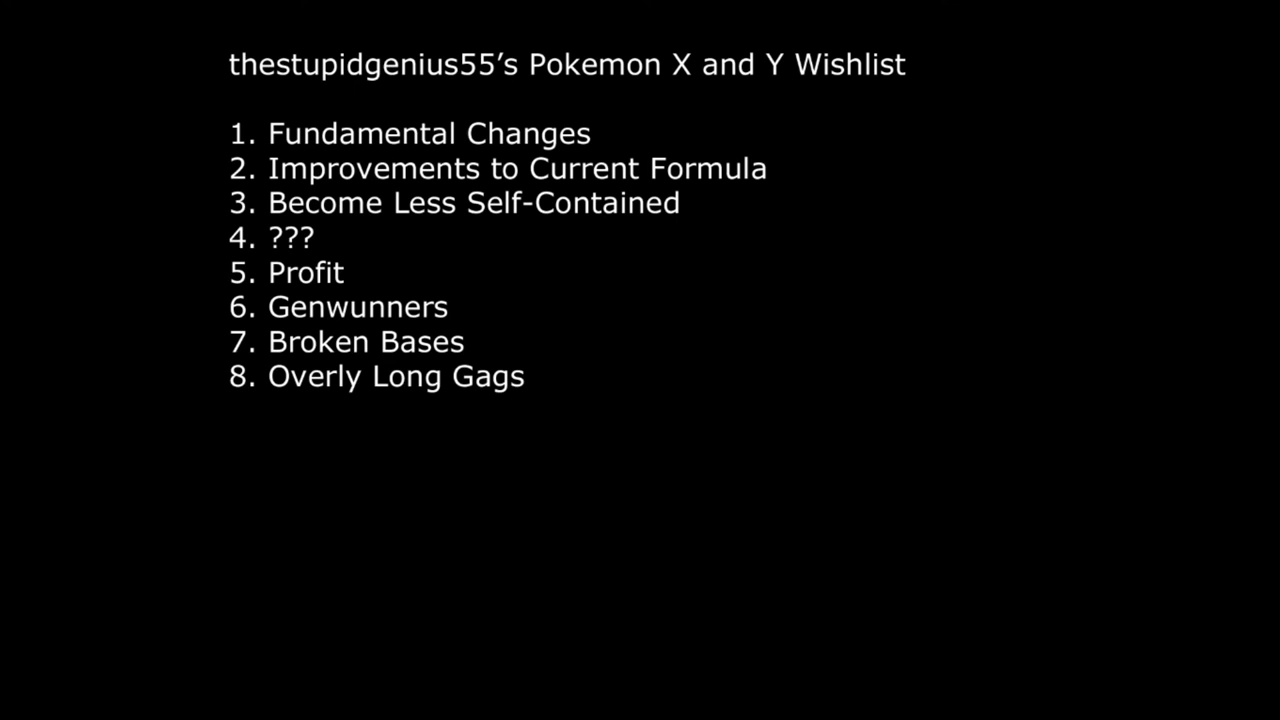 thestupidgenius55’s Pokemon X and Y Wishlist
1. Fundamental Changes
2. Improvements to Current Formula
3. Become Less Self-Contained
4. ???
5. Profit
6. Genwunners
7. Broken Bases
8. Overly Long Gags